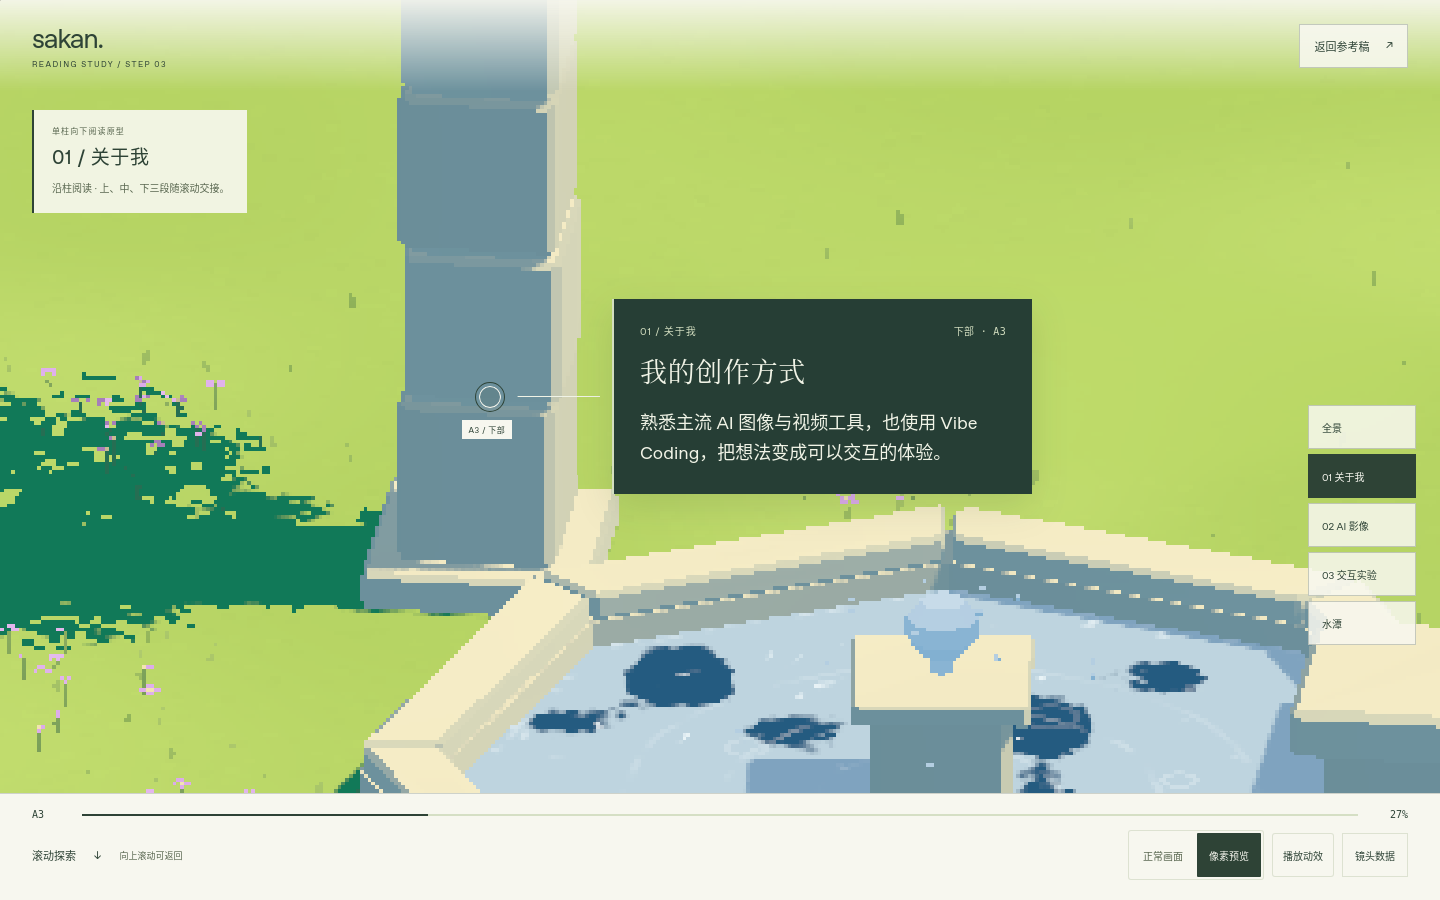 sakan.
READING STUDY / STEP 03
返回参考稿 ↗
单柱向下阅读原型
01 / 关于我
沿柱阅读 · 上、中、下三段随滚动交接。
01 / 关于我
下部 · A3
我的创作方式
熟悉主流 AI 图像与视频工具，也使用 Vibe
Coding，把想法变成可以交互的体验。
A3 / 下部
全景
01 关于我
02 AI 影像
03 交互实验
水潭
A3
27%
滚动探索 ↓ 向上滚动可返回
正常画面
像素预览
播放动效
镜头数据